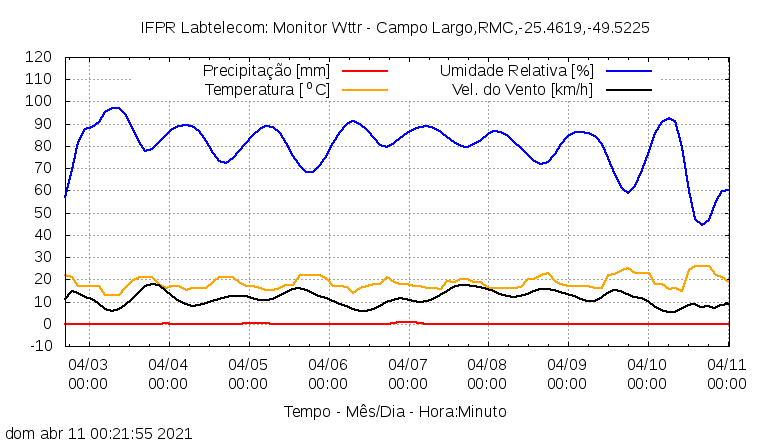 IFPR Labtelecom: Monitor Wttr - Campo Largo,RMC,-25.4619,-49.5225
Precipitação [mm]
Temperatura [ ⁰C]
Umidade Relativa [%]
Vel. do Vento [km/h]
120
110
100
90
80
70
60
50
40
30
20
10
0
-10
04/03 04/04 04/05 04/06 04/07 04/08 04/09 04/10 04/11
00:00 00:00 00:00 00:00 00:00 00:00 00:00 00:00 00:00
Tempo - Mês/Dia - Hora:Minuto
dom abr 11 00:21:55 2021